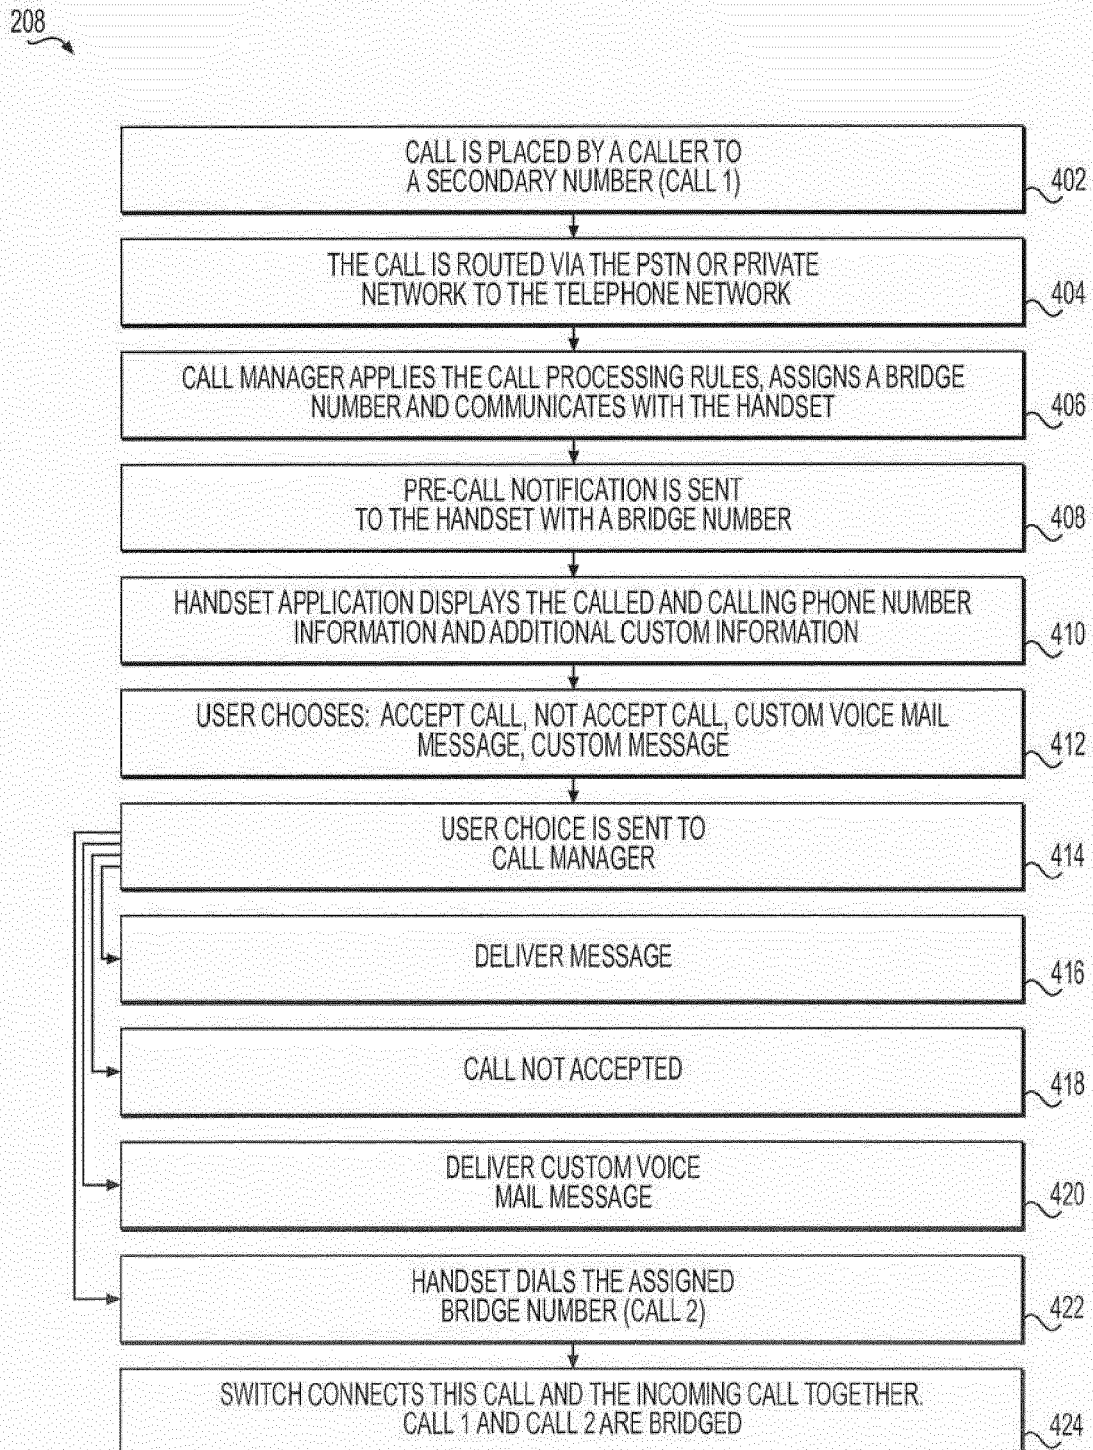 208
CALL IS PLACED BY A CALLER TO
A SECONDARY NUMBER (CALL 1)
402
THE CALL IS ROUTED VIA THE PSTN OR PRIVATE
NETWORK TO THE TELEPHONE NETWORK
404
CALL MANAGER APPLIES THE CALL PROCESSING RULES, ASSIGNS A BRIDGE
NUMBER AND COMMUNICATES WITH THE HANDSET
406
PRE-CALL NOTIFICATION IS SENT
TO THE HANDSET WITH A BRIDGE NUMBER
408
HANDSET APPLICATION DISPLAYS THE CALLED AND CALLING PHONE NUMBER
INFORMATION AND ADDITIONAL CUSTOM INFORMATION
410
USER CHOOSES: ACCEPT CALL, NOT ACCEPT CALL, CUSTOM VOICE MAIL
MESSAGE, CUSTOM MESSAGE
412
USER CHOICE IS SENT TO
CALL MANAGER
414
DELIVER MESSAGE
416
CALL NOT ACCEPTED
418
DELIVER CUSTOM VOICE
MAIL MESSAGE
420
HANDSET DIALS THE ASSIGNED
BRIDGE NUMBER (CALL 2)
422
SWITCH CONNECTS THIS CALL AND THE INCOMING CALL TOGETHER.
CALL 1 AND CALL 2 ARE BRIDGED
424